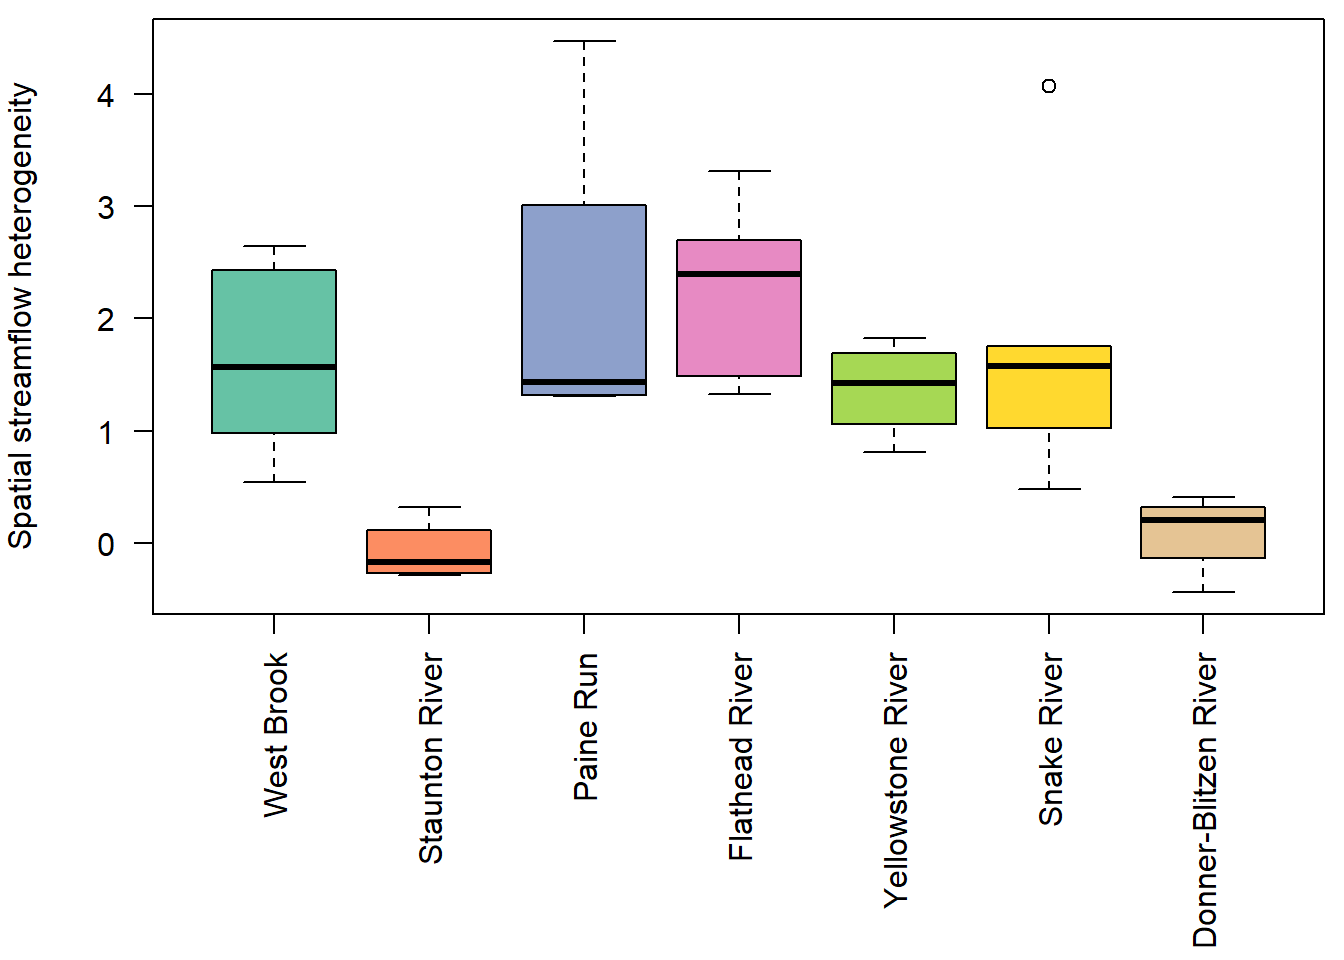 Spatial streamflow heterogeneity
4
3
2
1
0
West Brook
Staunton River
Paine Run
Flathead River
Yellowstone River
Snake River
Donner-Blitzen River